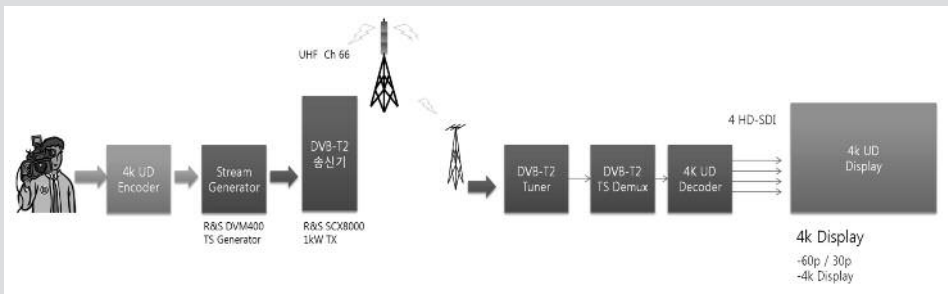 UHF Ch 66
4k UD
Encoder
Stream
Generator
R&S DVM400
TS Generator
DVB-T2
송신기
R&S SCX8000
1kW TX
DVB-T2
Tuner
DVB-T2
TS Demux
4K UD
Decoder
4 HD-SDI
4k UD
Display
4k Display
-60p / 30p
-4k Display